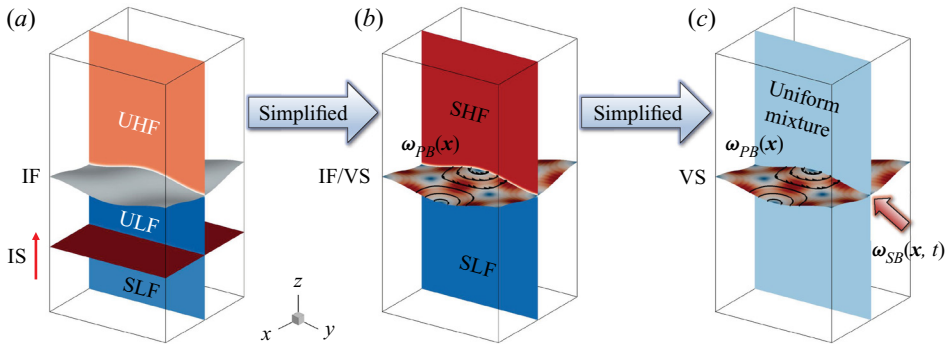 (a)
(b)
(c)
UHF
Simplified
SHF
Simplified
Uniform
mixture
ω_PB(x)
ω_PB(x)
IF
IF/VS
VS
ULF
IS
SLF
SLF
ω_SB(x, t)
z
x
y